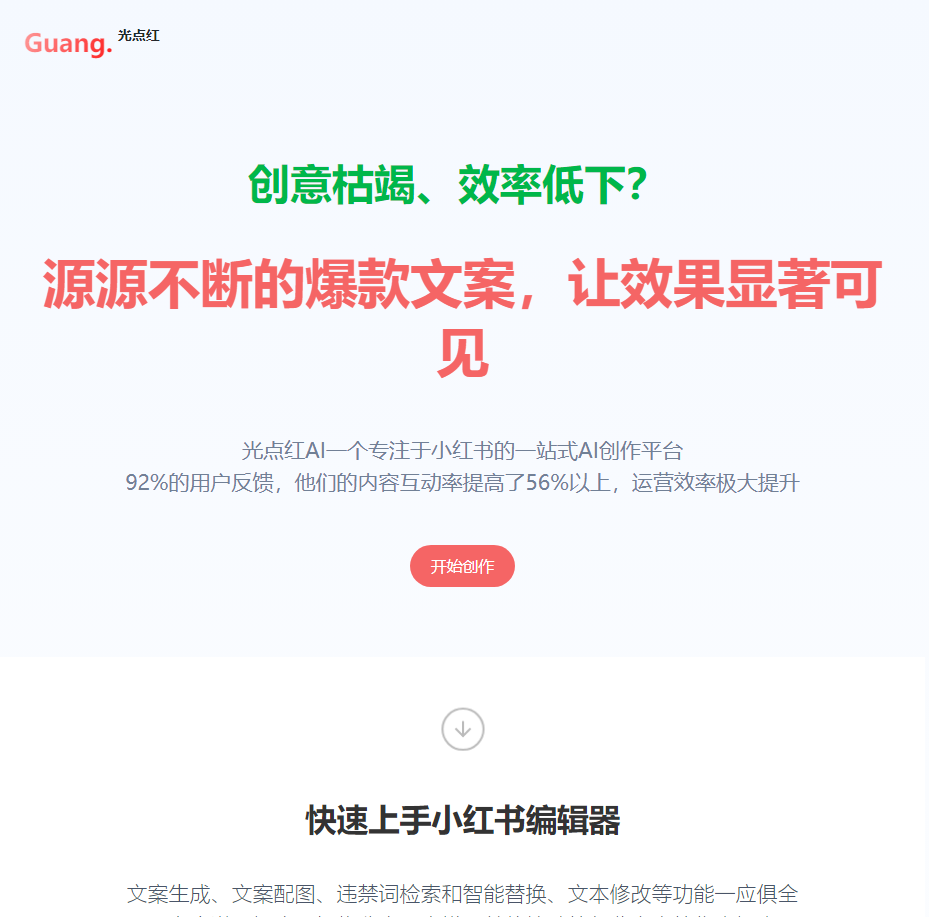 Guang. 光点红
创意枯竭、效率低下？
源源不断的爆款文案，让效果显著可
见
光点红AI一个专注于小红书的一站式AI创作平台
92%的用户反馈，他们的内容互动率提高了56%以上，运营效率极大提升
开始创作
快速上手小红书编辑器
文案生成、文案配图、违禁词检索和智能替换、文本修改等功能一应俱全